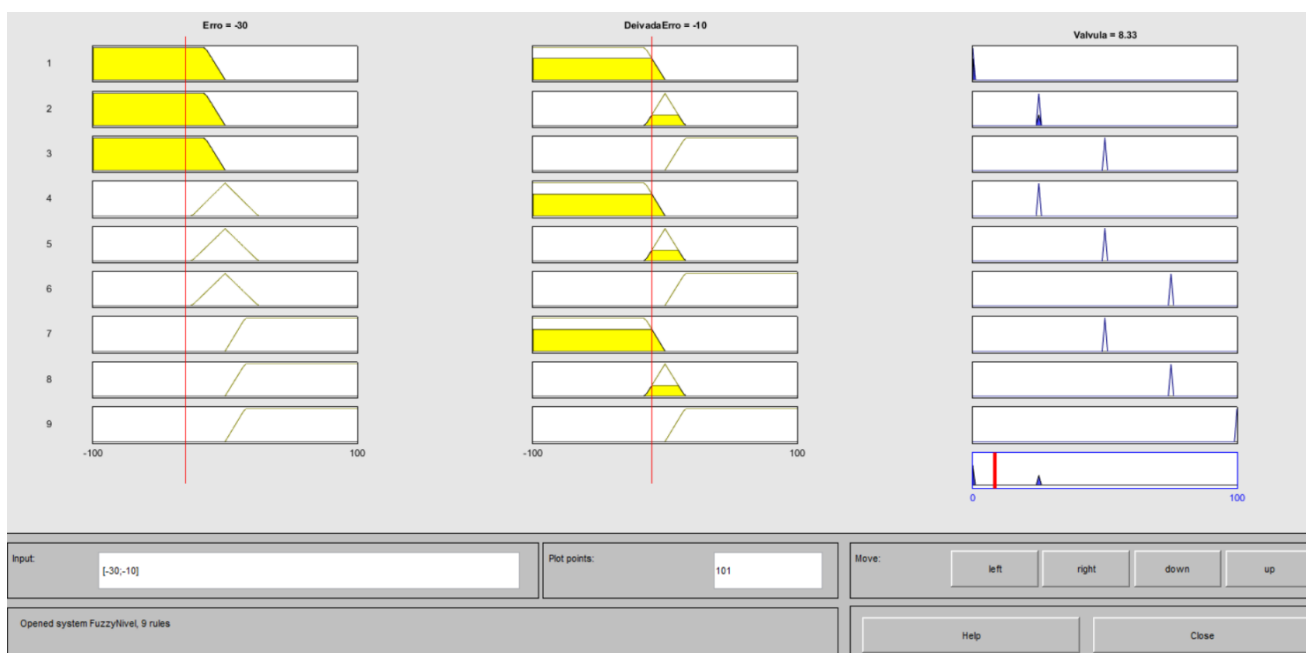 Erro = -30
DeivadaErro = -10
Valvula = 8.33
1
2
3
4
5
6
7
8
9
-100
100
-100
100
0
100
Input:
[-30;-10]
Plot points:
101
Move:
left
right
down
up
Opened system FuzzyNivel, 9 rules
Help
Close